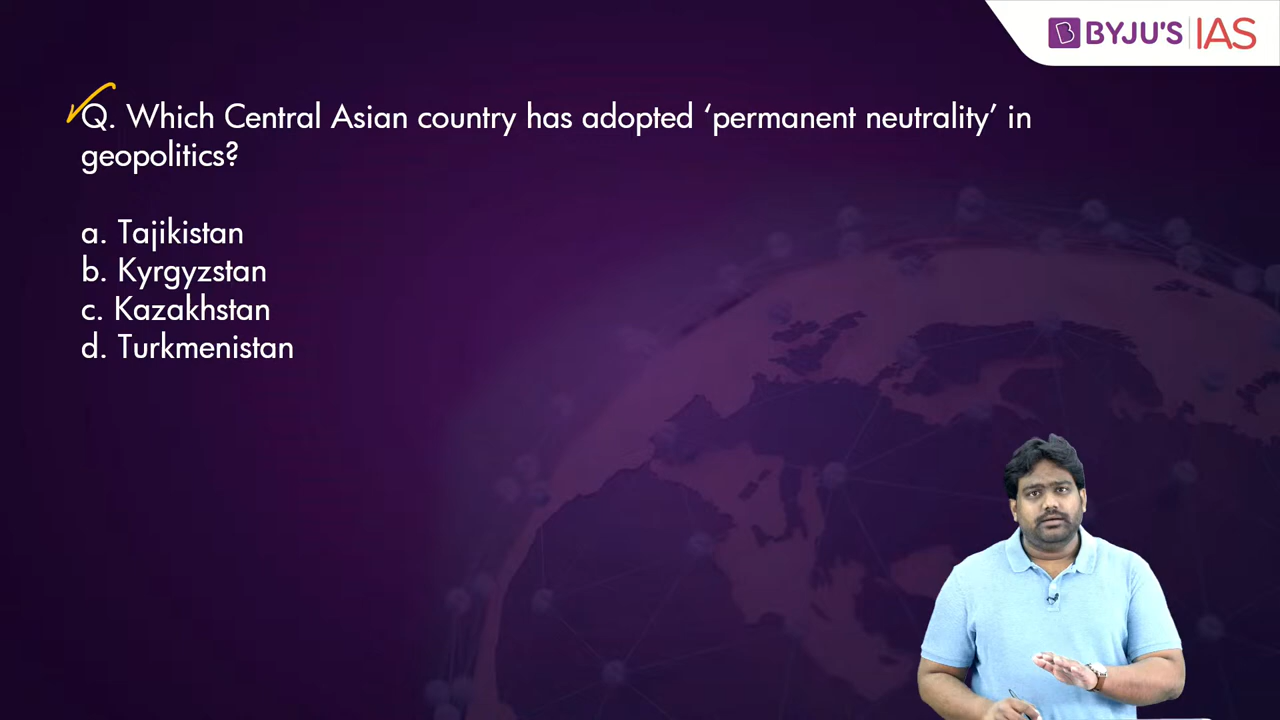 BYJU'S IAS
Q. Which Central Asian country has adopted ‘permanent neutrality’ in
geopolitics?
a. Tajikistan
b. Kyrgyzstan
c. Kazakhstan
d. Turkmenistan